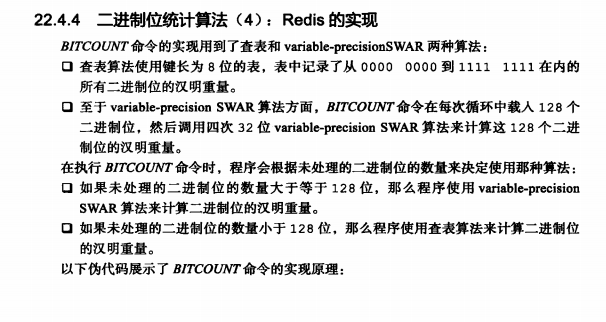 22.4.4 二进制位统计算法（4）：Redis 的实现
BITCOUNT 命令的实现用到了查表和 variable-precisionSWAR 两种算法：
❑ 查表算法使用键长为 8 位的表，表中记录了从 0000 0000 到 1111 1111 在内的
所有二进制位的汉明重量。
❑ 至于 variable-precision SWAR 算法方面，BITCOUNT 命令在每次循环中载入 128 个
二进制位，然后调用四次 32 位 variable-precision SWAR 算法来计算这 128 个二进
制位的汉明重量。
在执行 BITCOUNT 命令时，程序会根据未处理的二进制位的数量来决定使用那种算法：
❑ 如果未处理的二进制位的数量大于等于 128 位，那么程序使用 variable-precision
SWAR 算法来计算二进制位的汉明重量。
❑ 如果未处理的二进制位的数量小于 128 位，那么程序使用查表算法来计算二进制位
的汉明重量。
以下伪代码展示了 BITCOUNT 命令的实现原理：